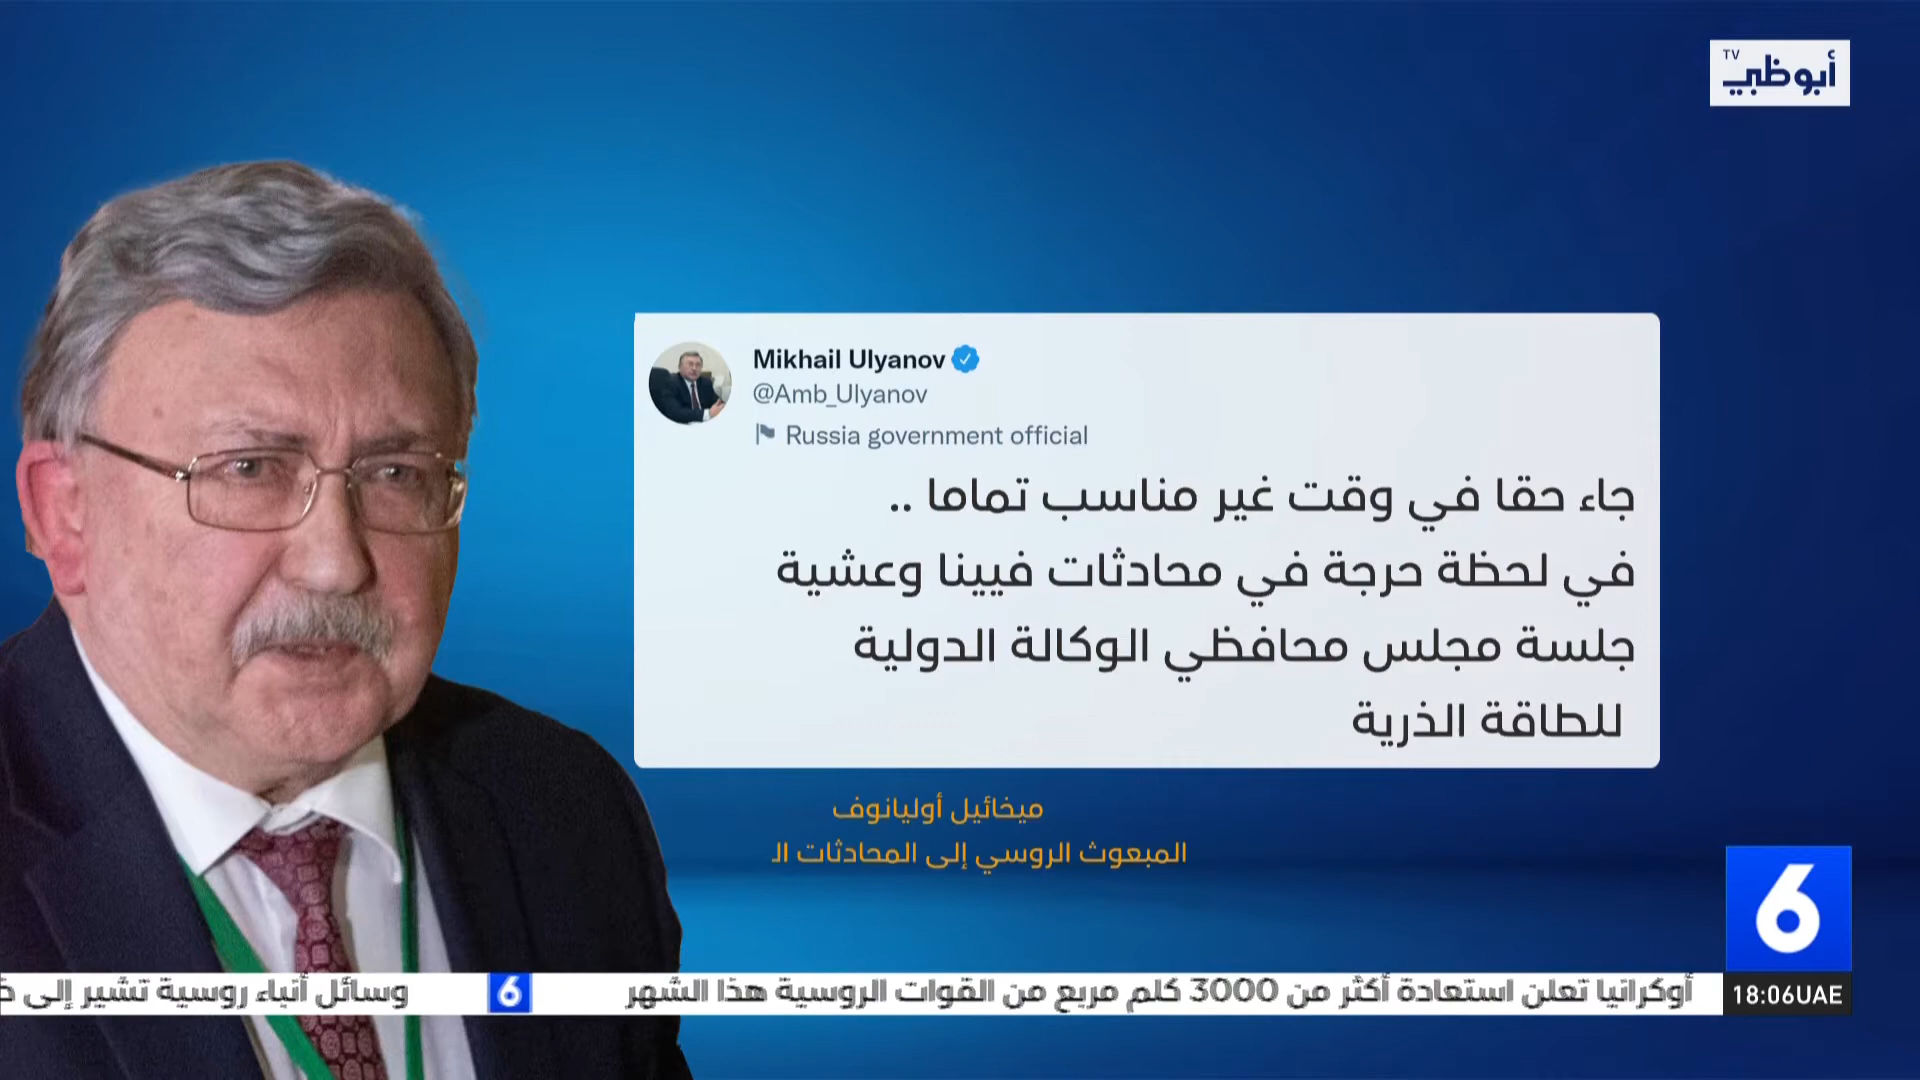 TV
أبوظبي
Mikhail Ulyanov
@Amb_Ulyanov
Russia government official
جاء حقا في وقت غير مناسب تماما ..
في لحظة حرجة في محادثات فيينا وعشية
جلسة مجلس محافظي الوكالة الدولية
للطاقة الذرية
ميخائيل أوليانوف
المبعوث الروسي إلى المحادثات الـ
6
أوكرانيا تعلن استعادة أكثر من 3000 كلم مربع من القوات الروسية هذا الشهر 6 وسائل أنباء روسية تشير إلى
18:06UAE